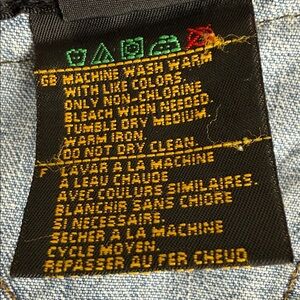 GB MACHINE WASH WARM
WITH LIKE COLORS.
ONLY NON-CHLORINE
BLEACH WHEN NEEDED.
TUMBLE DRY MEDIUM.
WARM IRON.
DO NOT DRY CLEAN.
LAVAR A LA MACHINE
A LEAU CHAUDE
AVEC COULURS SIMILAIRES.
BLANCHIR SANS CHLORE
SI NECESSAIRE.
SECHER A LA MACHINE
CYCLE MOYEN.
REPASSER AU FER CHEUD